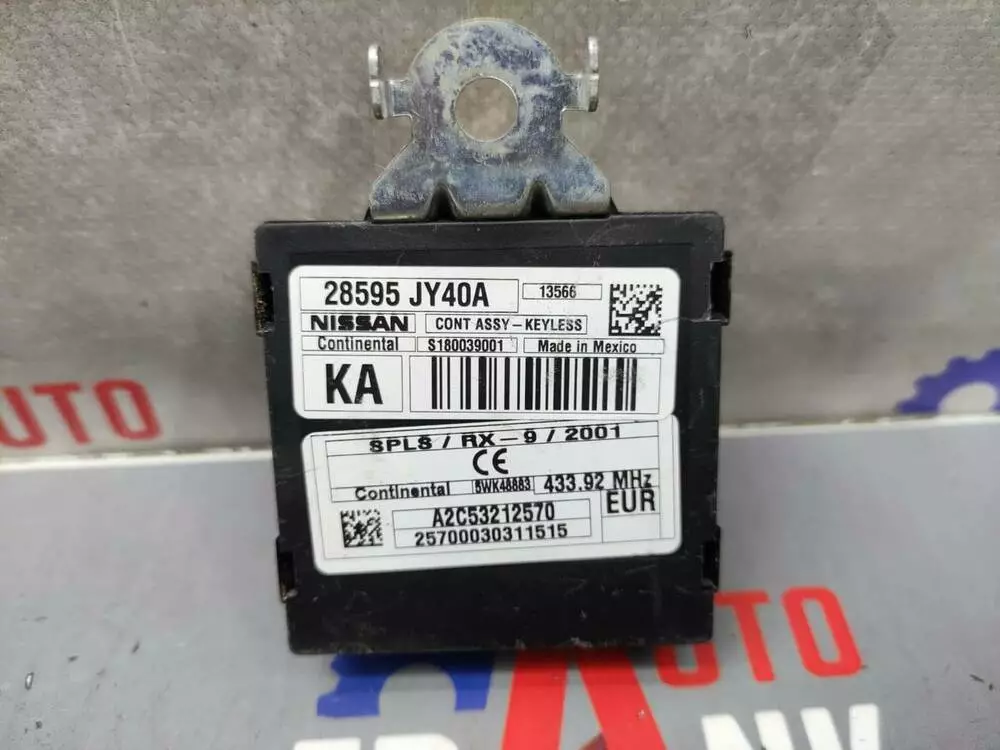 28595 JY40A 13566
NISSAN CONT ASSY-KEYLESS
Continental S180039001 Made in Mexico
KA
SPLS / RX-9 / 2001
CE
Continental 5WK48883 433.92 MHz
EUR
A2C53212570
25700030311515
UTO
AUTO